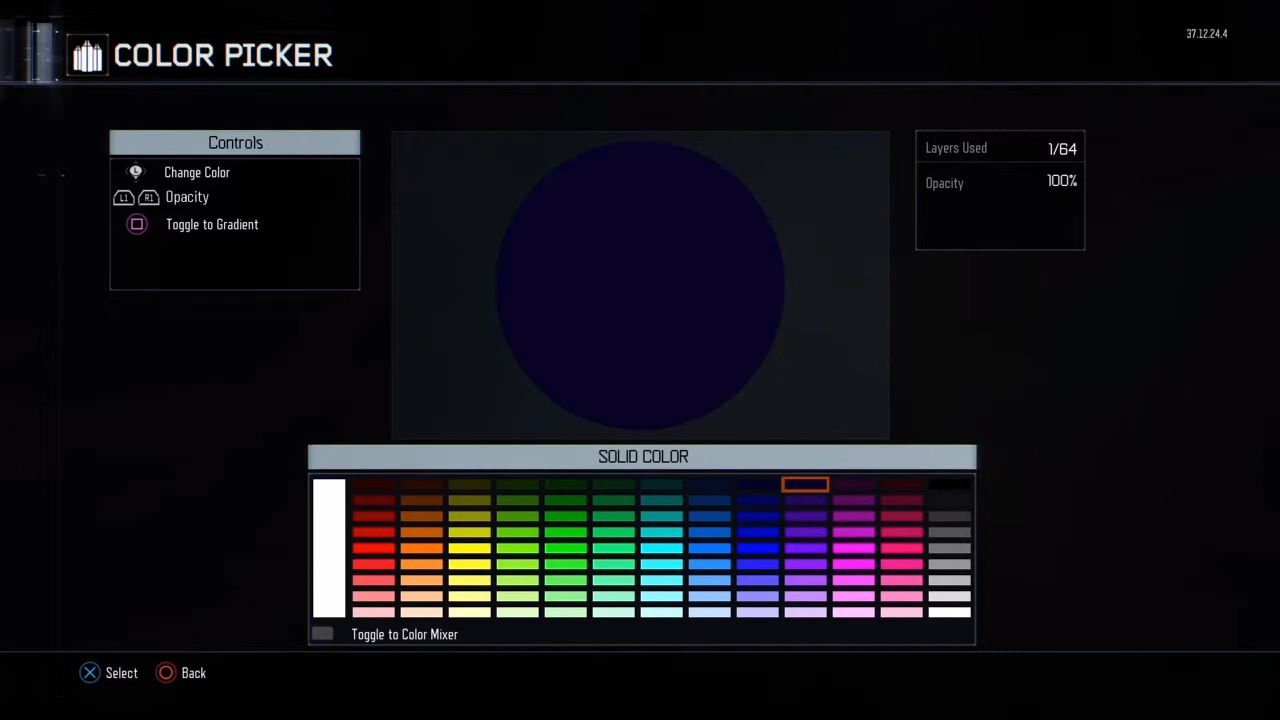 COLOR PICKER
37.12.24.4
Controls
L Change Color
L1 R1 Opacity
Toggle to Gradient
Layers Used 1/64
Opacity 100%
SOLID COLOR
Toggle to Color Mixer
Select Back